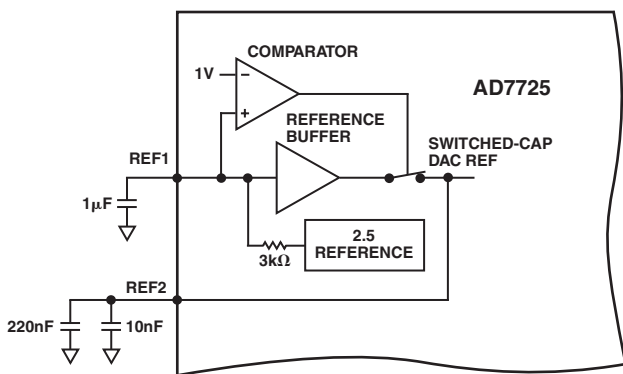 COMPARATOR
1V
−
+
AD7725
REFERENCE
BUFFER
SWITCHED-CAP
DAC REF
REF1
1μF
2.5
REFERENCE
3kΩ
REF2
220nF
10nF